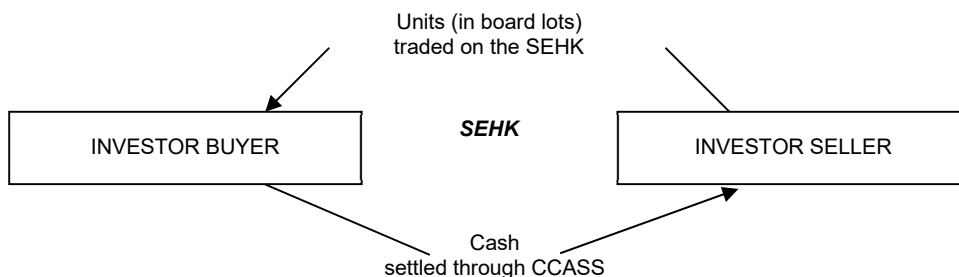 Units (in board lots)
traded on the SEHK
INVESTOR BUYER
SEHK
INVESTOR SELLER
Cash
settled through CCASS